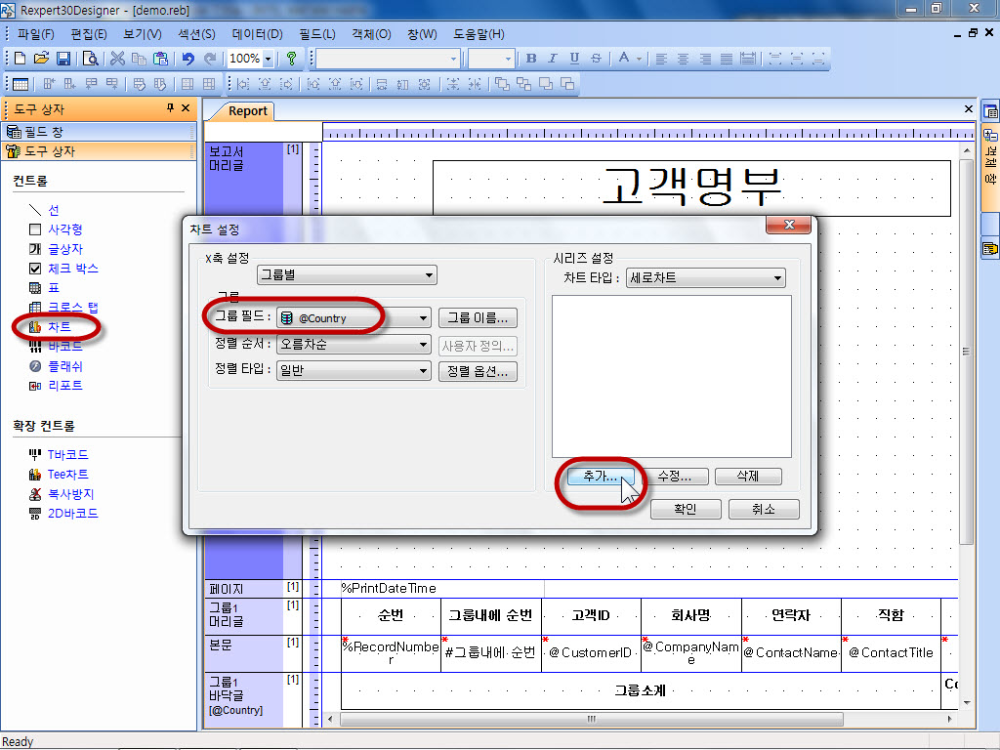 Rexpert30Designer - [demo.reb]
파일(F) 편집(E) 보기(V) 섹션(S) 데이터(D) 필드(L) 객체(O) 창(W) 도움말(H)
100% B I U S A
도구 상자
필드 창
도구 상자
컨트롤
선
사각형
글상자
체크 박스
표
크로스 탭
차트
바코드
플래쉬
리포트
확장 컨트롤
T바코드
Tee차트
복사방지
2D바코드
Report
보고서
머리글
[1]
고객명부
차트 설정
X축 설정
그룹별
그룹
그룹 필드 : @Country 그룹 이름...
정렬 순서 : 오름차순 사용자 정의...
정렬 타입 : 일반 정렬 옵션...
시리즈 설정
차트 타입 : 세로차트
추가... 수정... 삭제
확인 취소
페이지 [1] %PrintDateTime
그룹1
머리글
[1]
순번 그룹내에 순번 고객ID 회사명 연락자 직함
본문 [1]
%RecordNumbe
r
#그룹내에 순번 @CustomerID
@CompanyNam
e
@ContactName @ContactTitle
그룹1
바닥글
[@Country]
[1]
그룹소계
Co
객체 창
Ready